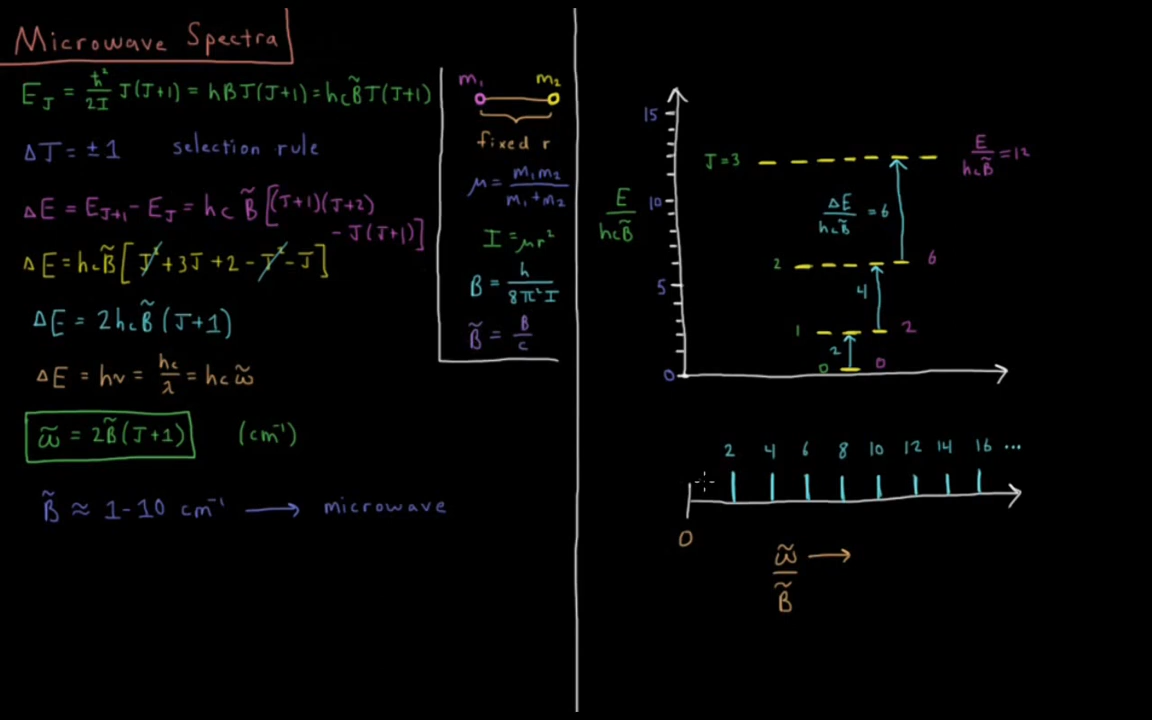 Microwave Spectra
E_J = ħ²/2I J(J+1) = hBJ(J+1) = hcB̃J(J+1)
ΔJ = ±1 selection rule
ΔE = E_J+1 - E_J = hc B̃ [(J+1)(J+2)
- J(J+1)]
ΔE = hcB̃ [J² + 3J + 2 - J² - J]
ΔE = 2hcB̃ (J+1)
ΔE = hν = hc/λ = hc ω̃
ω̃ = 2B̃(J+1) (cm⁻¹)
B̃ ≈ 1-10 cm⁻¹ → microwave
m₁ m₂
fixed r
μ = m₁m₂/m₁+m₂
I = μr²
B = h/8π²I
B̃ = B/c
E/hcB̃
15
10
5
0
J=3 E/hcB̃ = 12
ΔE/hcB̃ = 6
2 6
4
1 2
2
0 0
2 4 6 8 10 12 14 16 ...
0
ω̃/B̃ →